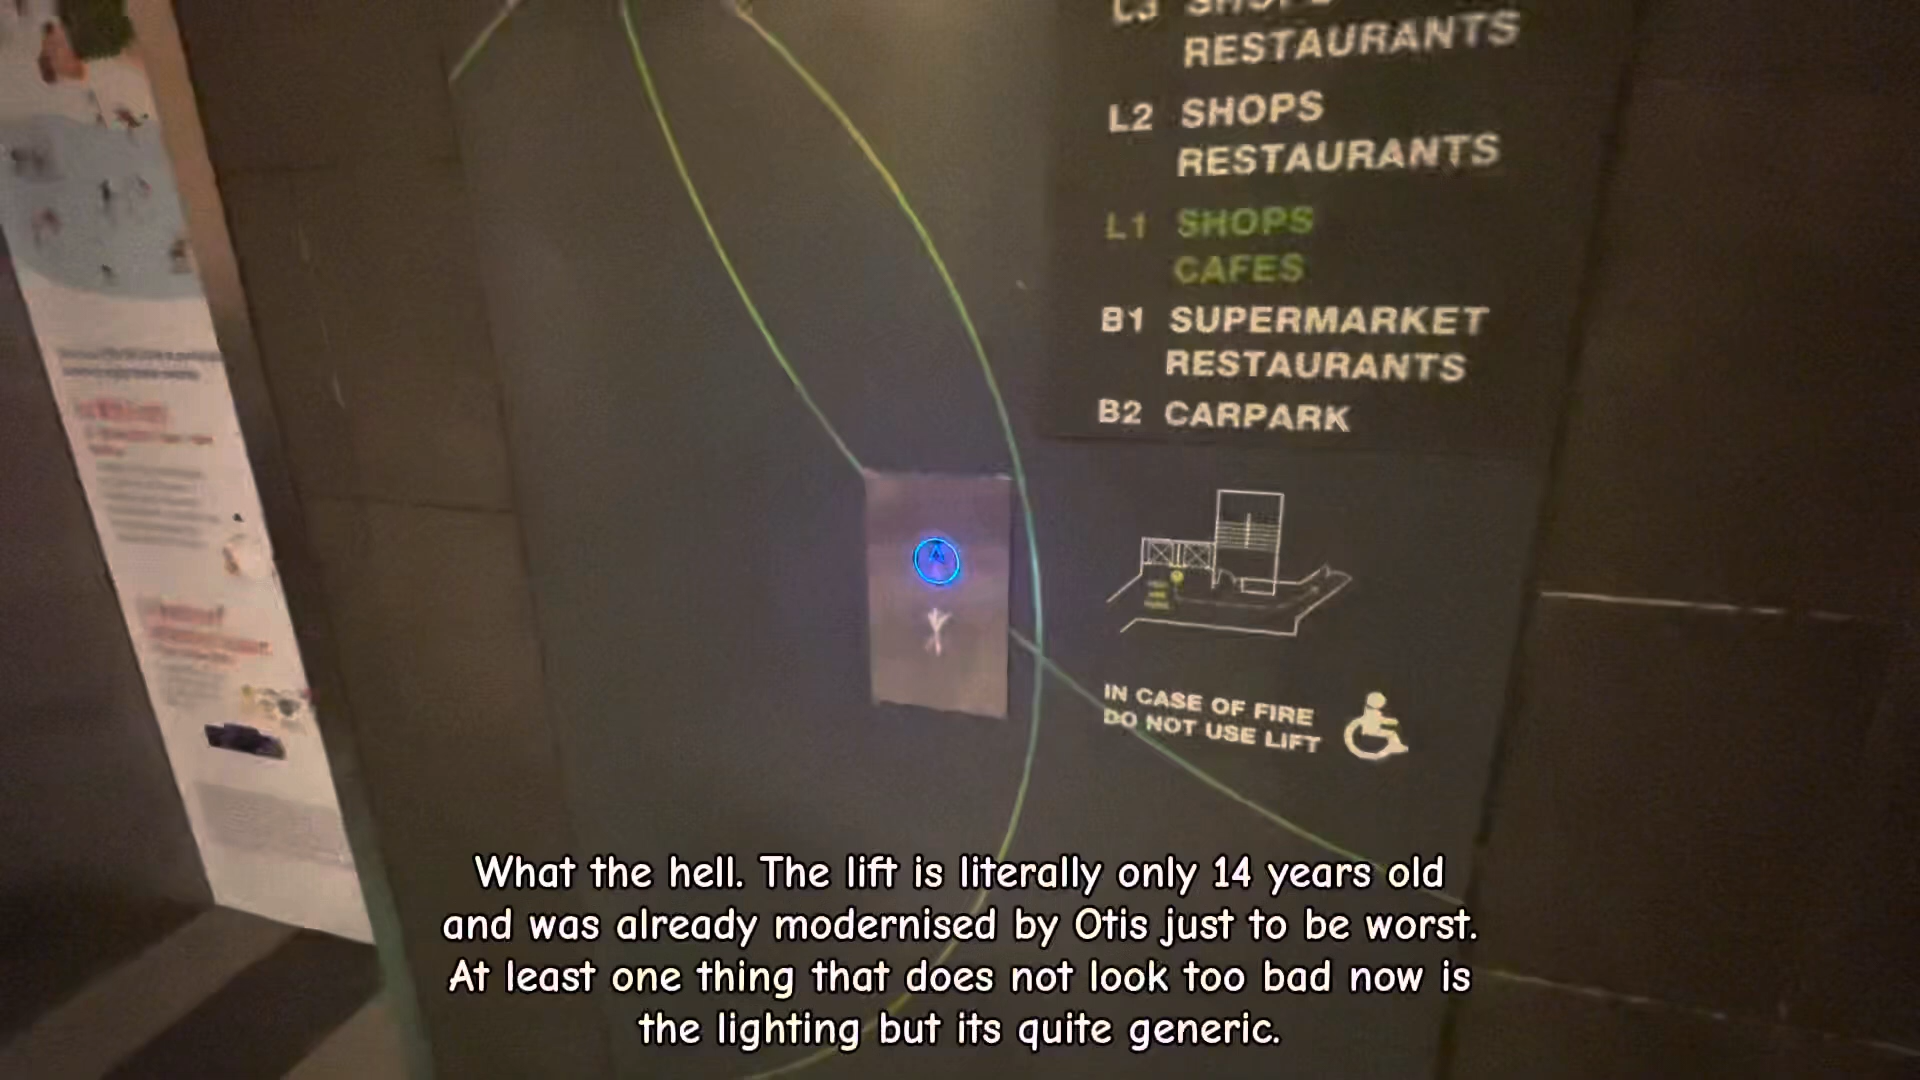 L3 SHOPS
RESTAURANTS
L2 SHOPS
RESTAURANTS
L1 SHOPS
CAFES
B1 SUPERMARKET
RESTAURANTS
B2 CARPARK
IN CASE OF FIRE
DO NOT USE LIFT
What the hell. The lift is literally only 14 years old
and was already modernised by Otis just to be worst.
At least one thing that does not look too bad now is
the lighting but its quite generic.